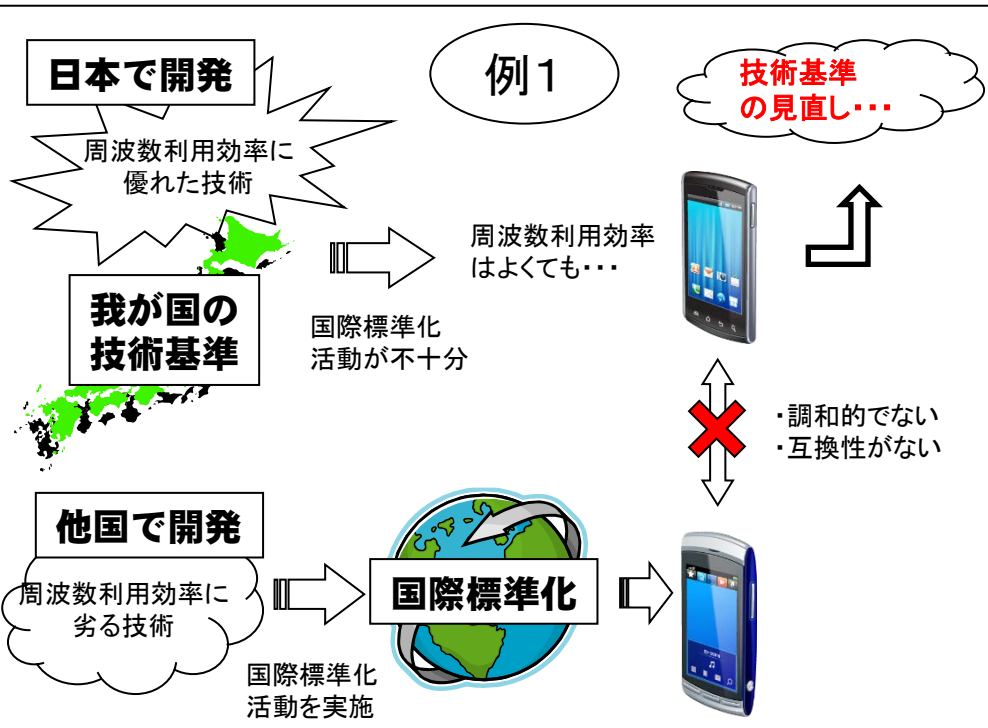 日本で開発
例1
技術基準
の見直し・・・
周波数利用効率に
優れた技術
周波数利用効率
はよくても・・・
我が国の
技術基準
国際標準化
活動が不十分
・調和的でない
・互換性がない
他国で開発
周波数利用効率に
劣る技術
国際標準化
国際標準化
活動を実施